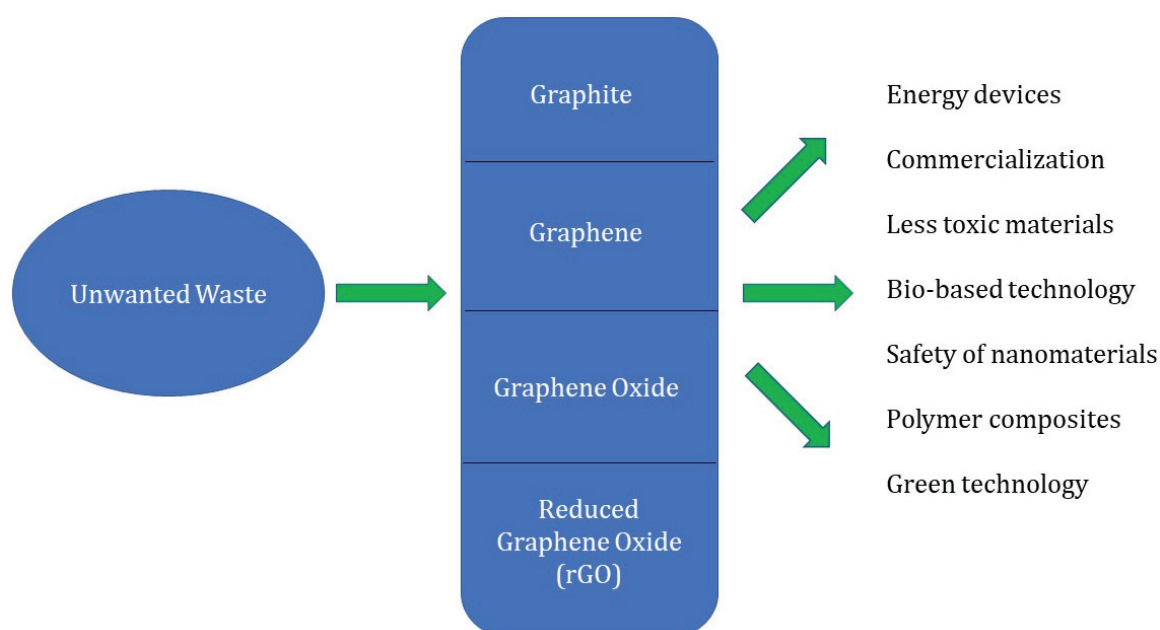 Unwanted Waste
Graphite
Graphene
Graphene Oxide
Reduced
Graphene Oxide
(rGO)
Energy devices
Commercialization
Less toxic materials
Bio-based technology
Safety of nanomaterials
Polymer composites
Green technology